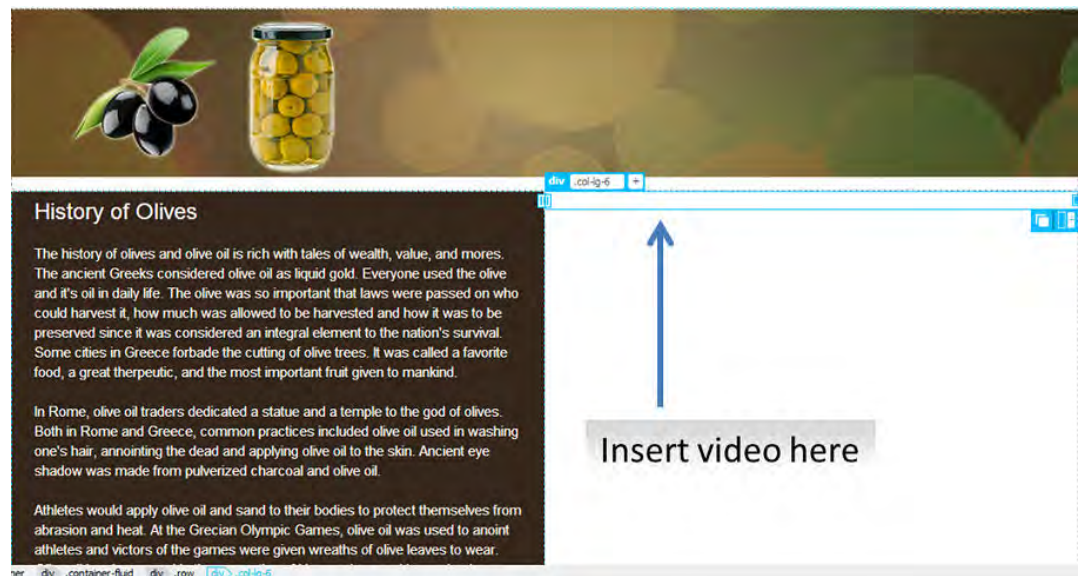 div .col-lg-6 +
History of Olives
The history of olives and olive oil is rich with tales of wealth, value, and mores.
The ancient Greeks considered olive oil as liquid gold. Everyone used the olive
and it's oil in daily life. The olive was so important that laws were passed on who
could harvest it, how much was allowed to be harvested and how it was to be
preserved since it was considered an integral element to the nation's survival.
Some cities in Greece forbade the cutting of olive trees. It was called a favorite
food, a great therpeutic, and the most important fruit given to mankind.
In Rome, olive oil traders dedicated a statue and a temple to the god of olives.
Both in Rome and Greece, common practices included olive oil used in washing
one's hair, annointing the dead and applying olive oil to the skin. Ancient eye
shadow was made from pulverized charcoal and olive oil.
Athletes would apply olive oil and sand to their bodies to protect themselves from
abrasion and heat. At the Grecian Olympic Games, olive oil was used to anoint
athletes and victors of the games were given wreaths of olive leaves to wear.
Insert video here
div .container-fluid div .row div .col-lg-6